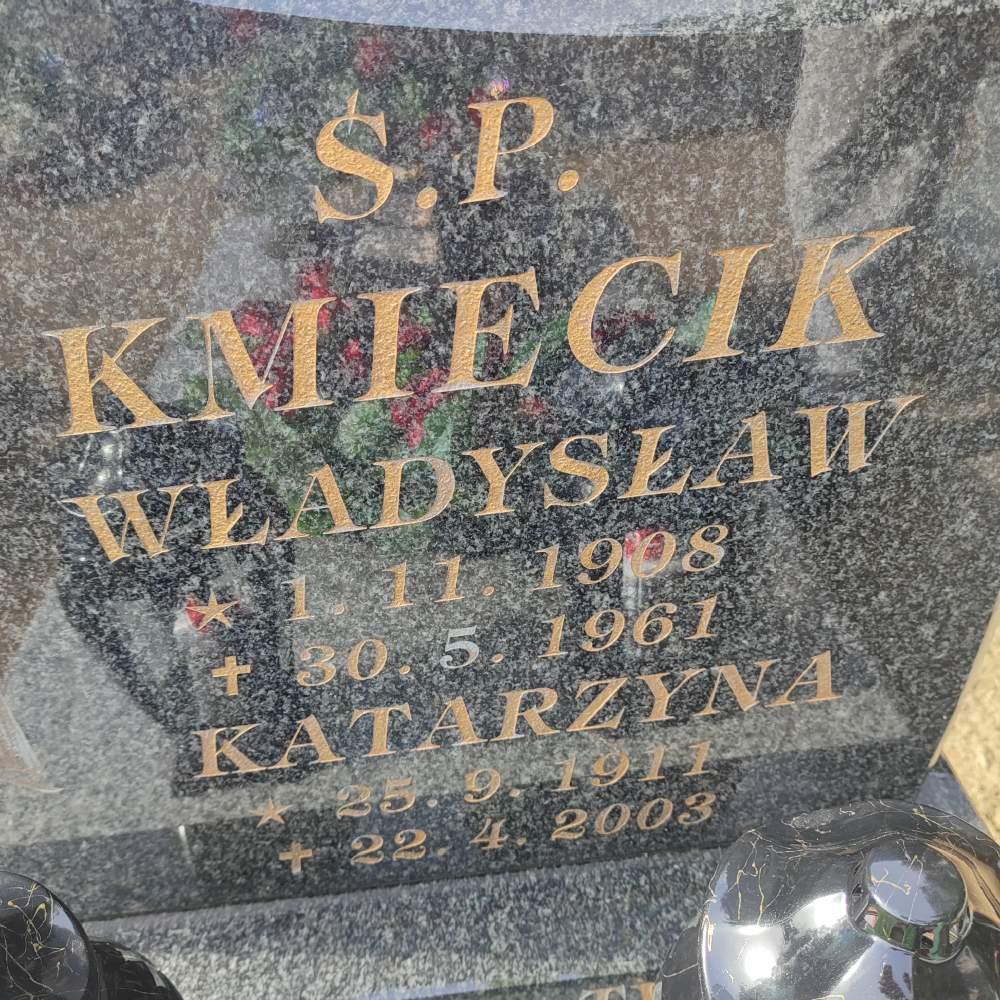 Ś.P.
KMIECIK
WŁADYSŁAW
★ 1. 11. 1908
✝ 30. 5. 1961
KATARZYNA
★ 25. 9. 1911
✝ 22. 4. 2003